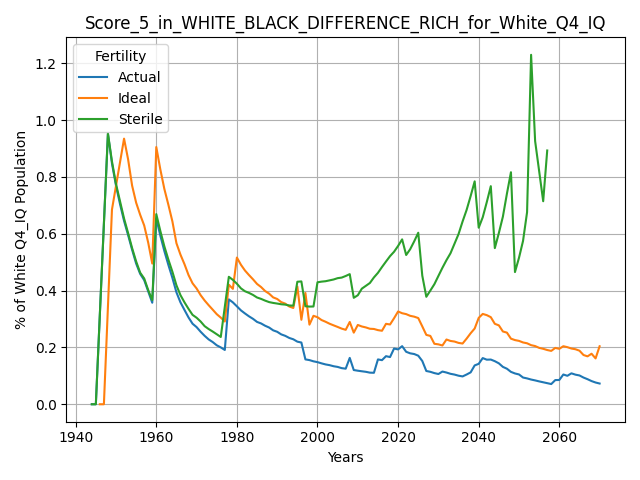 Score_5_in_WHITE_BLACK_DIFFERENCE_RICH_for_White_Q4_IQ
Fertility
Actual
Ideal
Sterile
% of White Q4_IQ Population
1.2
1.0
0.8
0.6
0.4
0.2
0.0
1940 1960 1980 2000 2020 2040 2060
Years